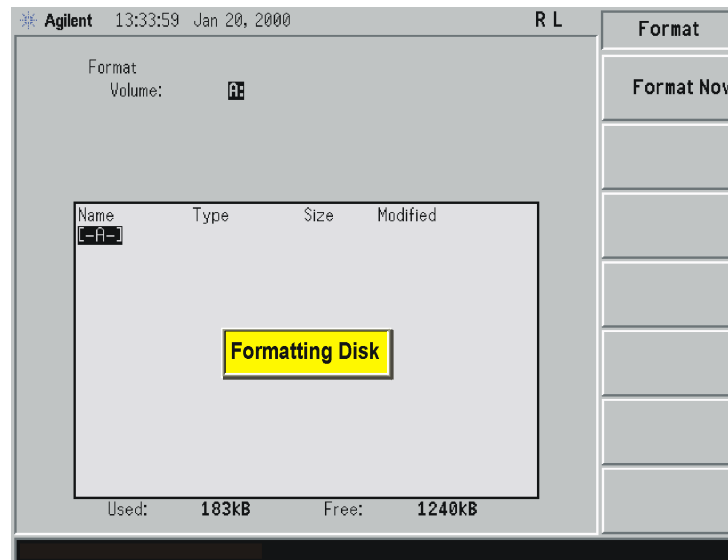 Agilent 13:33:59 Jan 20, 2000 R L
Format
Format
Volume: A:
Format Now
Name Type Size Modified
[-A-]
Formatting Disk
Used: 183kB Free: 1240kB